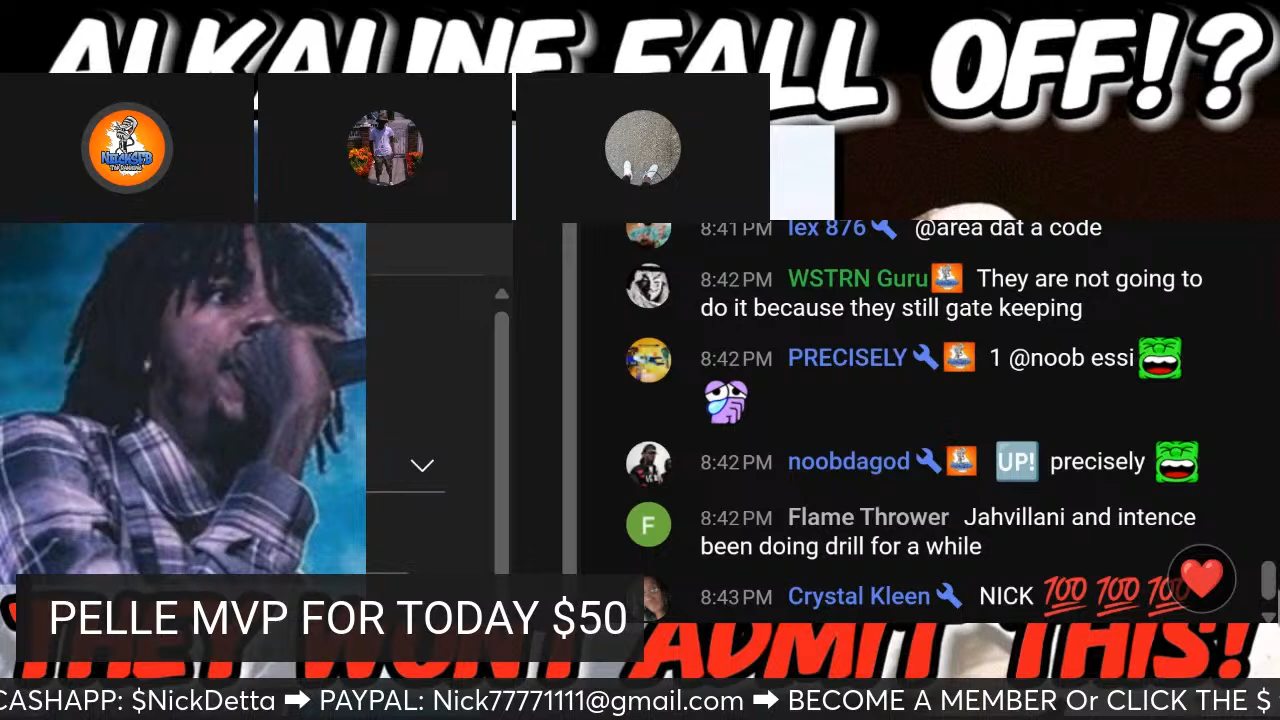 ALKALINE FALL OFF!?
NDICKSFB
8:41 PM lex 876 @area dat a code
8:42 PM WSTRN Guru They are not going to
do it because they still gate keeping
8:42 PM PRECISELY 1 @noob essi
8:42 PM noobdagod UP! precisely
F 8:42 PM Flame Thrower Jahvillani and intence
been doing drill for a while
8:43 PM Crystal Kleen NICK 💯 💯 💯
PELLE MVP FOR TODAY $50
THEY WONT ADMIT THIS!
CASHAPP: $NickDetta ➡ PAYPAL: Nick77771111@gmail.com ➡ BECOME A MEMBER Or CLICK THE $